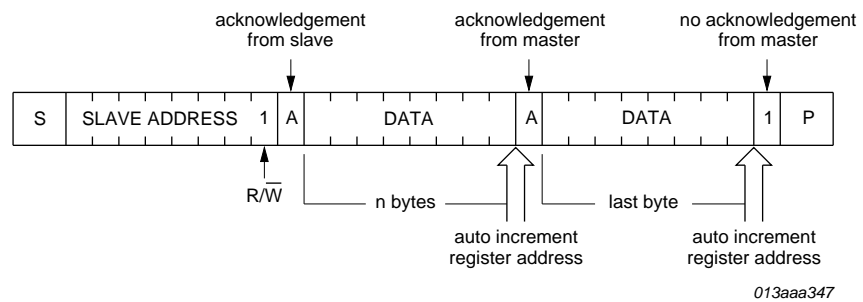 acknowledgement from slave
acknowledgement from master
no acknowledgement from master
S SLAVE ADDRESS 1 A DATA A DATA 1 P
R/W̅
n bytes
last byte
auto increment register address
auto increment register address
013aaa347